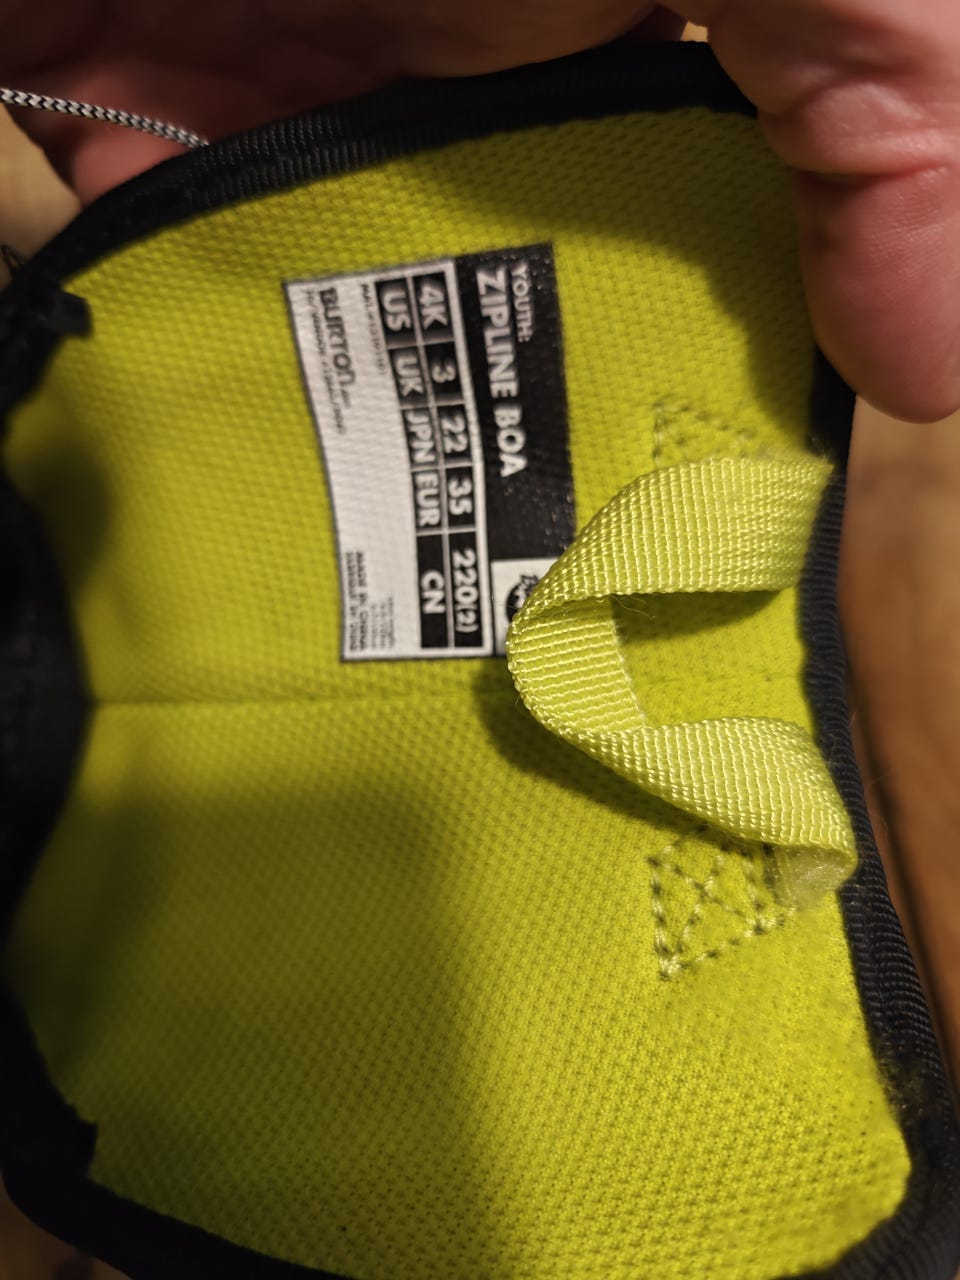 YOUTH:
ZIPLINE BOA
4K 3 22 35 220(2)
US UK JPN EUR CN
BURTON
MADE IN CHINA